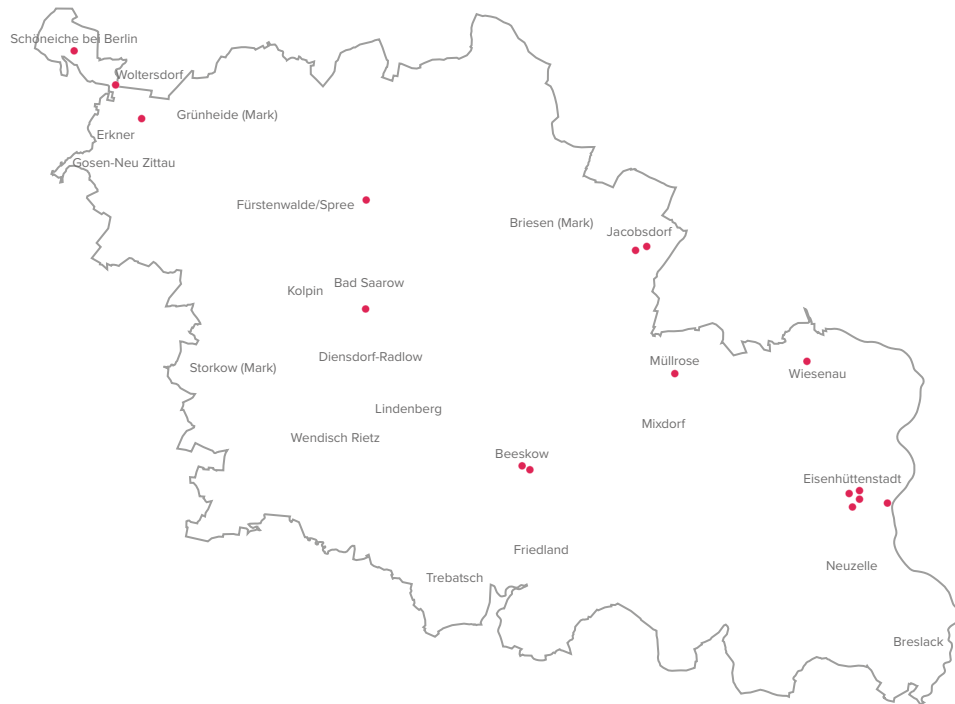 Schöneiche bei Berlin
Woltersdorf
Grünheide (Mark)
Erkner
Gosen-Neu Zittau
Fürstenwalde/Spree
Briesen (Mark)
Jacobsdorf
Bad Saarow
Kolpin
Diensdorf-Radlow
Müllrose
Storkow (Mark)
Wiesenau
Lindenberg
Mixdorf
Wendisch Rietz
Beeskow
Eisenhüttenstadt
Friedland
Neuzelle
Trebatsch
Breslack